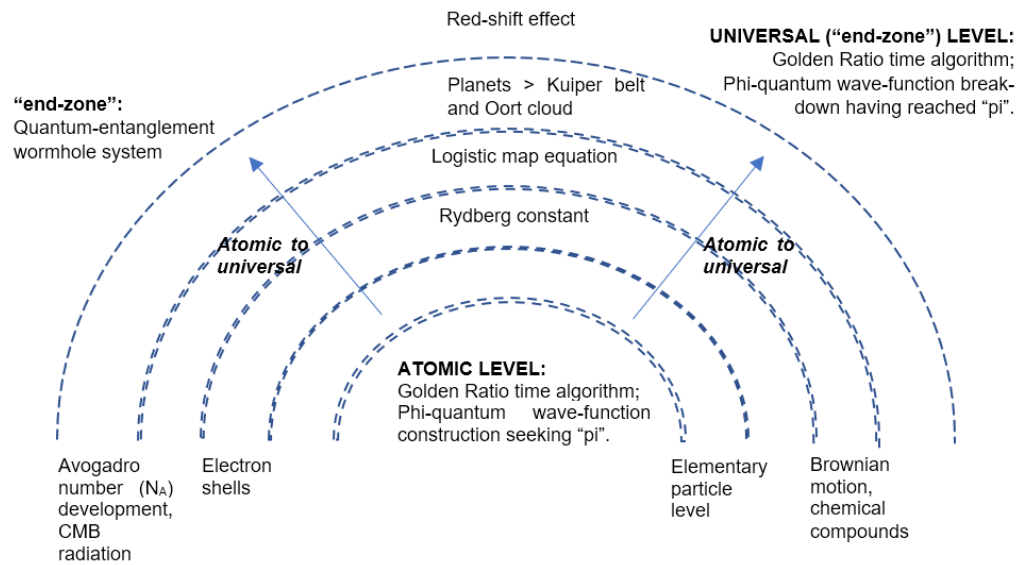 Red-shift effect
UNIVERSAL (“end-zone”) LEVEL:
Golden Ratio time algorithm;
Phi-quantum wave-function break-
down having reached “pi”.
“end-zone”:
Quantum-entanglement
wormhole system
Planets > Kuiper belt
and Oort cloud
Logistic map equation
Rydberg constant
Atomic to
universal
Atomic to
universal
ATOMIC LEVEL:
Golden Ratio time algorithm;
Phi-quantum wave-function
construction seeking “pi”.
Avogadro
number (NA)
development,
CMB
radiation
Electron
shells
Elementary
particle
level
Brownian
motion,
chemical
compounds